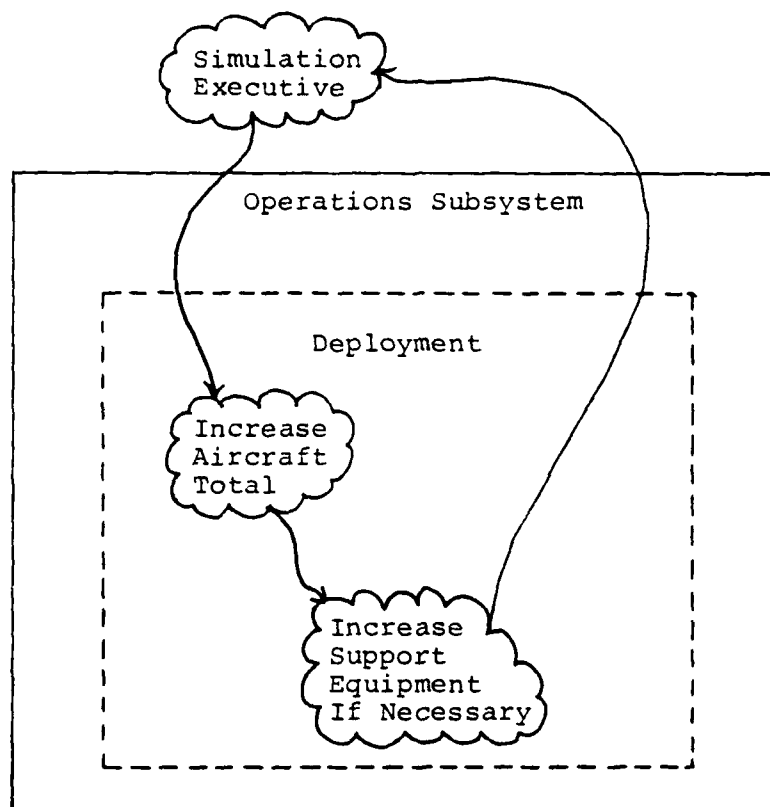 Simulation
Executive
Operations Subsystem
Deployment
Increase
Aircraft
Total
Increase
Support
Equipment
If Necessary